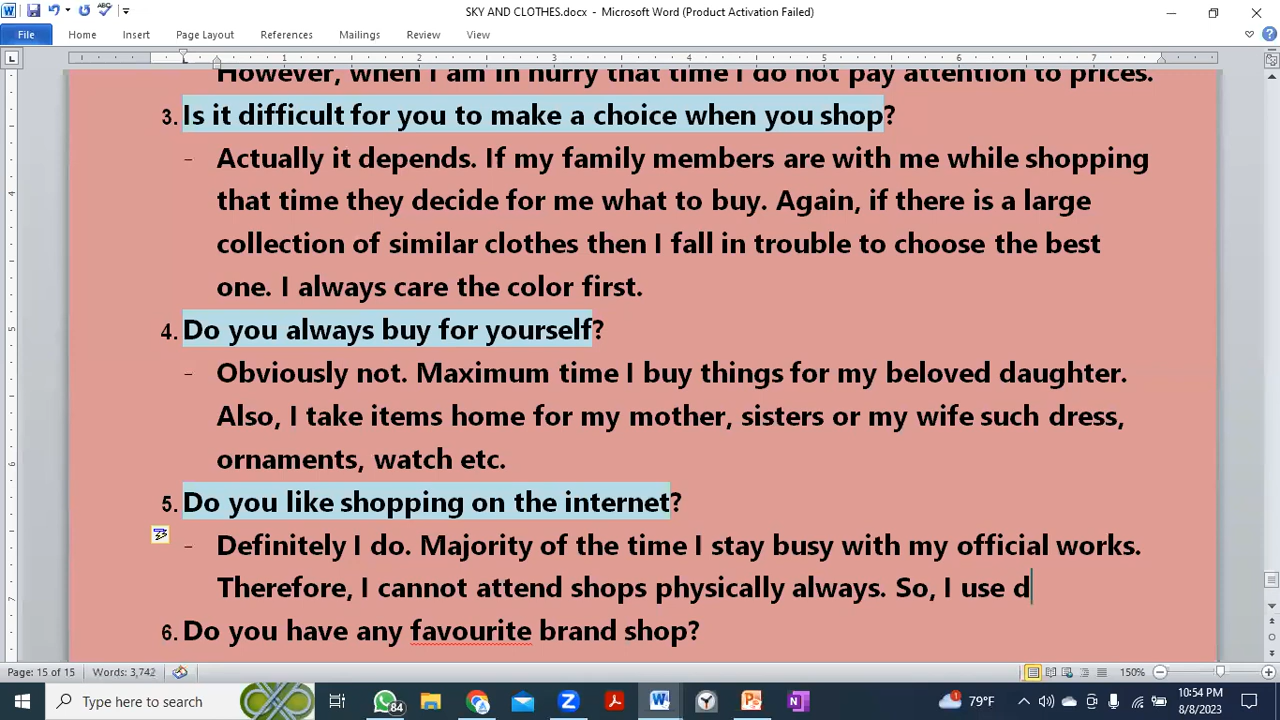 SKY AND CLOTHES.docx - Microsoft Word (Product Activation Failed)
File Home Insert Page Layout References Mailings Review View
1 2 3 4 5 6 7
However, when I am in hurry that time I do not pay attention to prices.
3. Is it difficult for you to make a choice when you shop?
- Actually it depends. If my family members are with me while shopping
that time they decide for me what to buy. Again, if there is a large
collection of similar clothes then I fall in trouble to choose the best
one. I always care the color first.
4. Do you always buy for yourself?
- Obviously not. Maximum time I buy things for my beloved daughter.
Also, I take items home for my mother, sisters or my wife such dress,
ornaments, watch etc.
5. Do you like shopping on the internet?
- Definitely I do. Majority of the time I stay busy with my official works.
Therefore, I cannot attend shops physically always. So, I use d
6. Do you have any favourite brand shop?
Page: 15 of 15 Words: 3,742 150%
Type here to search 84 1 79°F 10:54 PM
8/8/2023